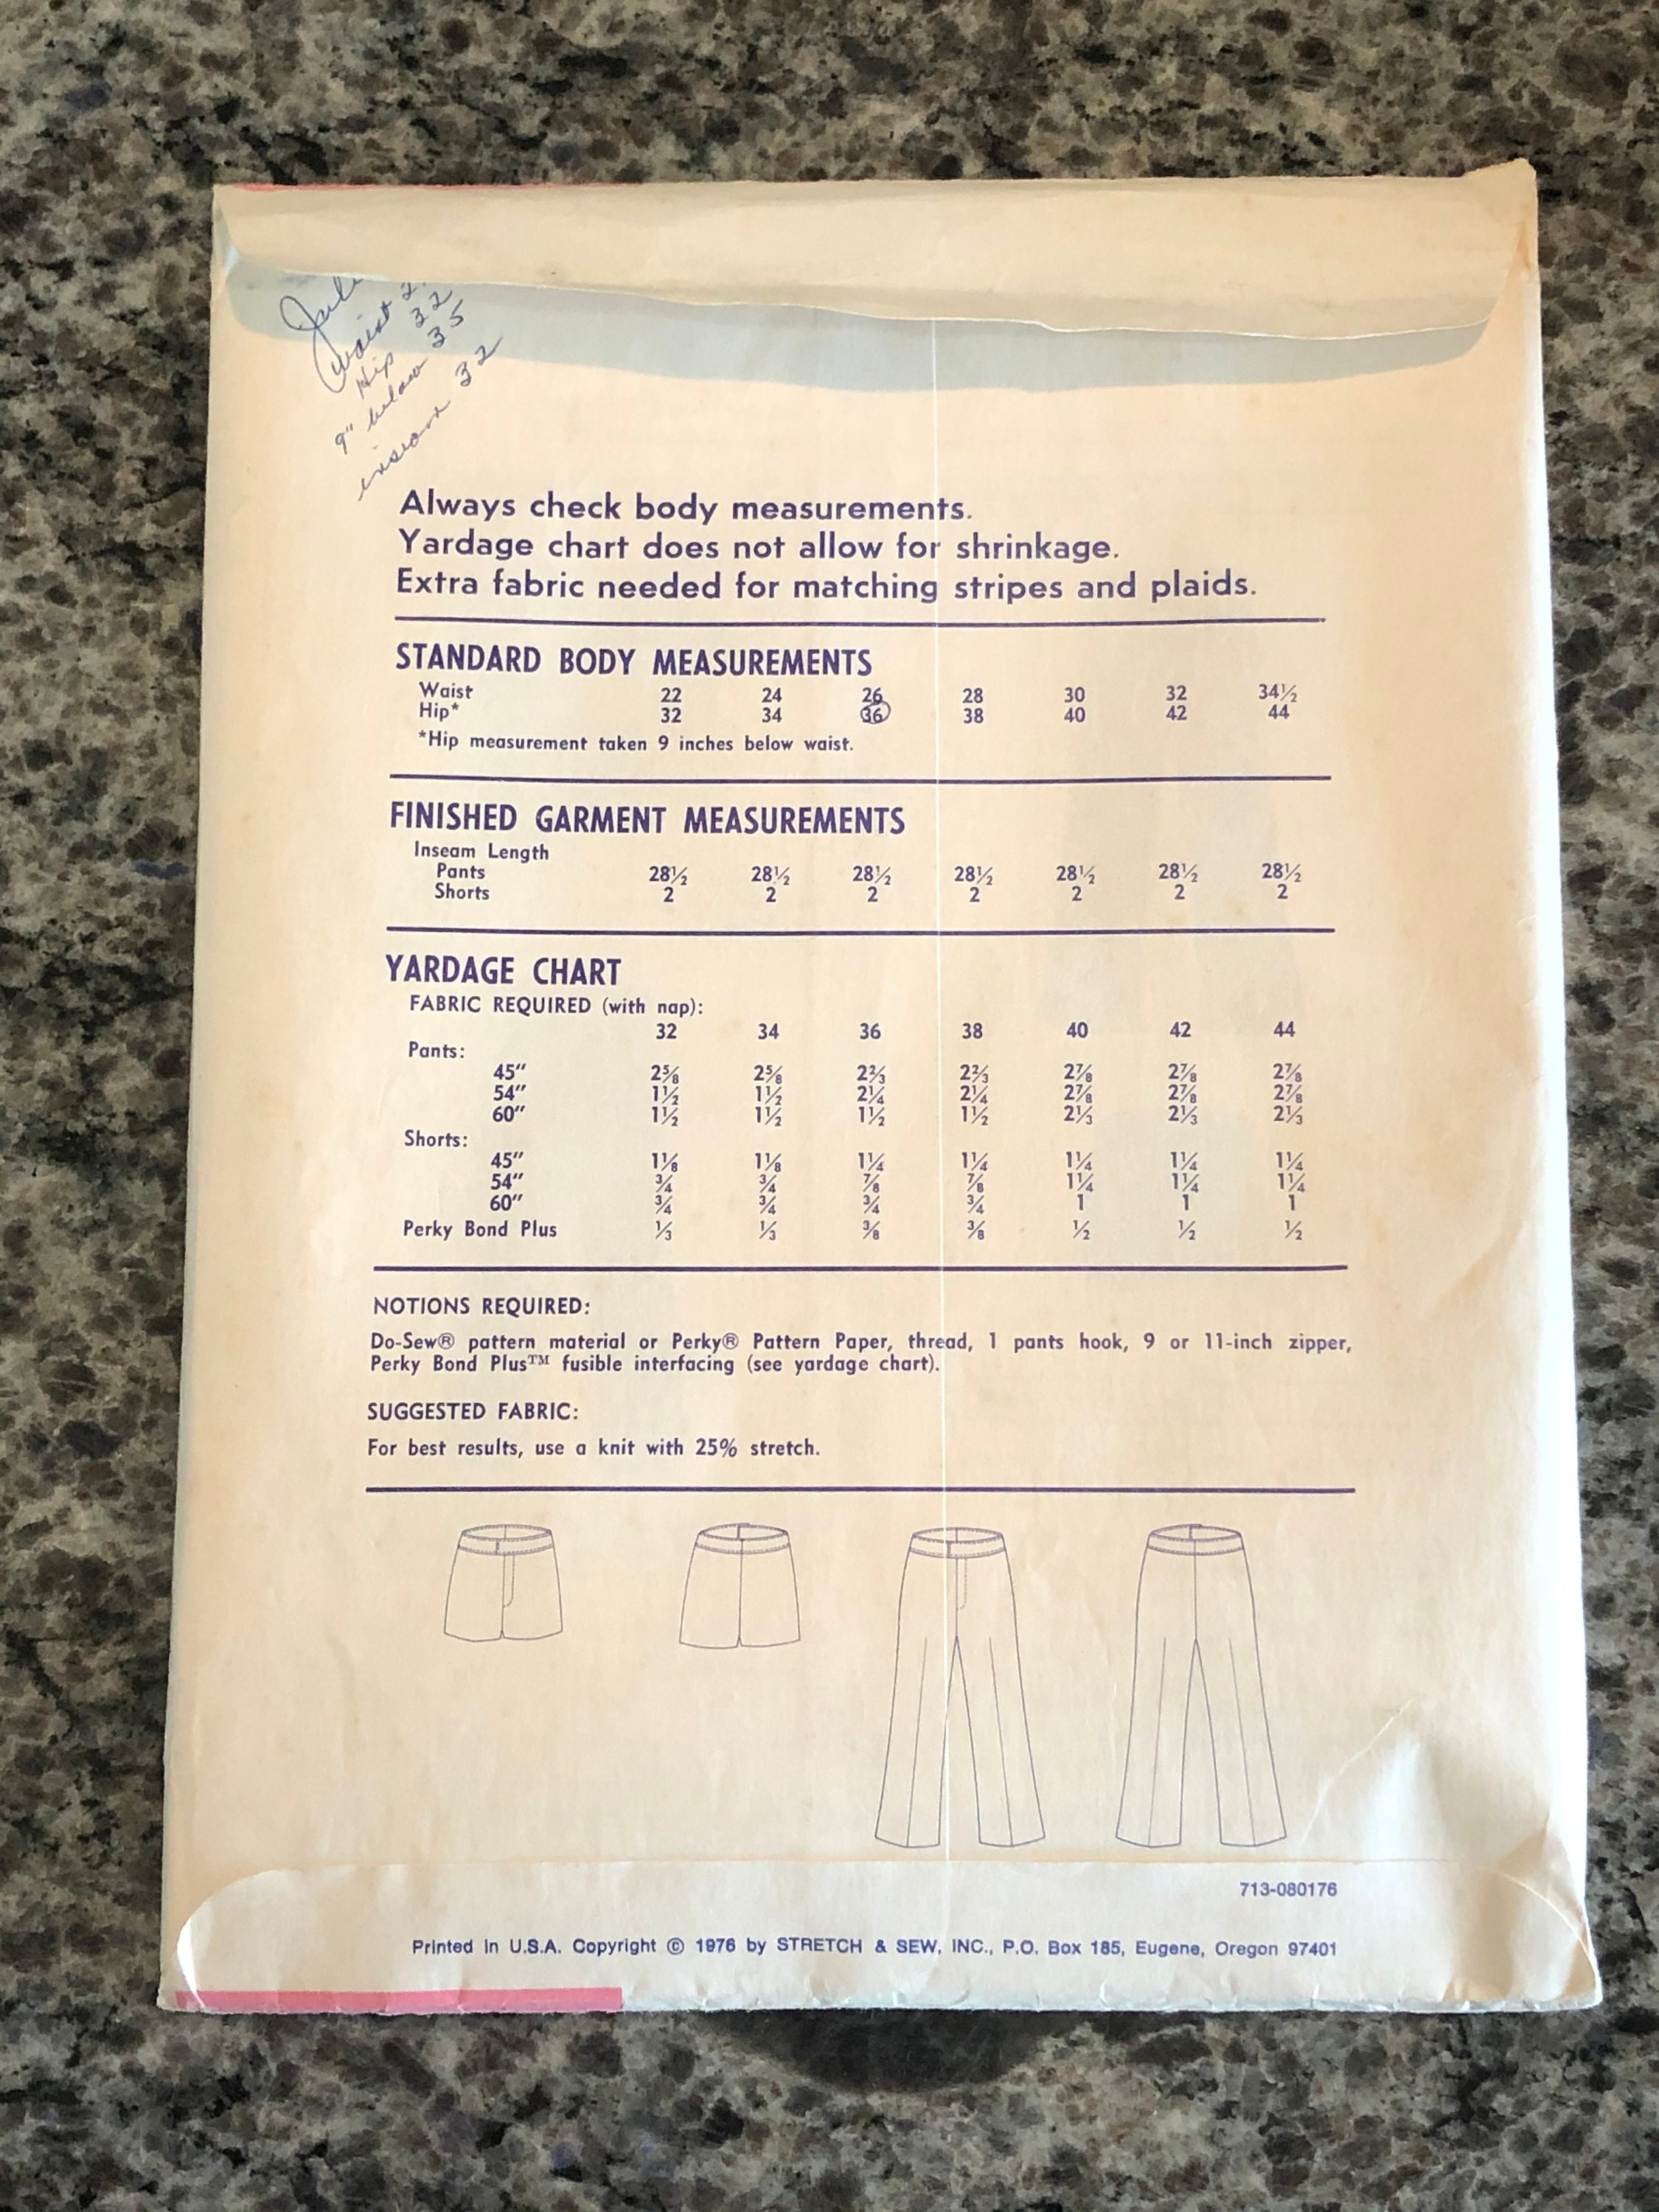 waist
Hip 32
9" below 35
inseam 32
Always check body measurements.
Yardage chart does not allow for shrinkage.
Extra fabric needed for matching stripes and plaids.
STANDARD BODY MEASUREMENTS
Waist 22 24 26 28 30 32 34½
Hip* 32 34 36 38 40 42 44
*Hip measurement taken 9 inches below waist.
FINISHED GARMENT MEASUREMENTS
Inseam Length
Pants 28½ 28½ 28½ 28½ 28½ 28½ 28½
Shorts 2 2 2 2 2 2 2
YARDAGE CHART
FABRIC REQUIRED (with nap):
32 34 36 38 40 42 44
Pants:
45" 2⅝ 2⅝ 2⅔ 2⅔ 2⅞ 2⅞ 2⅞
54" 1½ 1½ 2¼ 2¼ 2⅞ 2⅞ 2⅞
60" 1½ 1½ 1½ 1½ 2⅓ 2⅓ 2⅓
Shorts:
45" 1⅛ 1⅛ 1¼ 1¼ 1¼ 1¼ 1¼
54" ¾ ¾ ⅞ ⅞ 1¼ 1¼ 1¼
60" ¾ ¾ ¾ ¾ 1 1 1
Perky Bond Plus ⅓ ⅓ ⅜ ⅜ ½ ½ ½
NOTIONS REQUIRED:
Do-Sew® pattern material or Perky® Pattern Paper, thread, 1 pants hook, 9 or 11-inch zipper,
Perky Bond Plus™ fusible interfacing (see yardage chart).
SUGGESTED FABRIC:
For best results, use a knit with 25% stretch.
713-080176
Printed in U.S.A. Copyright © 1976 by STRETCH & SEW, INC., P.O. Box 185, Eugene, Oregon 97401